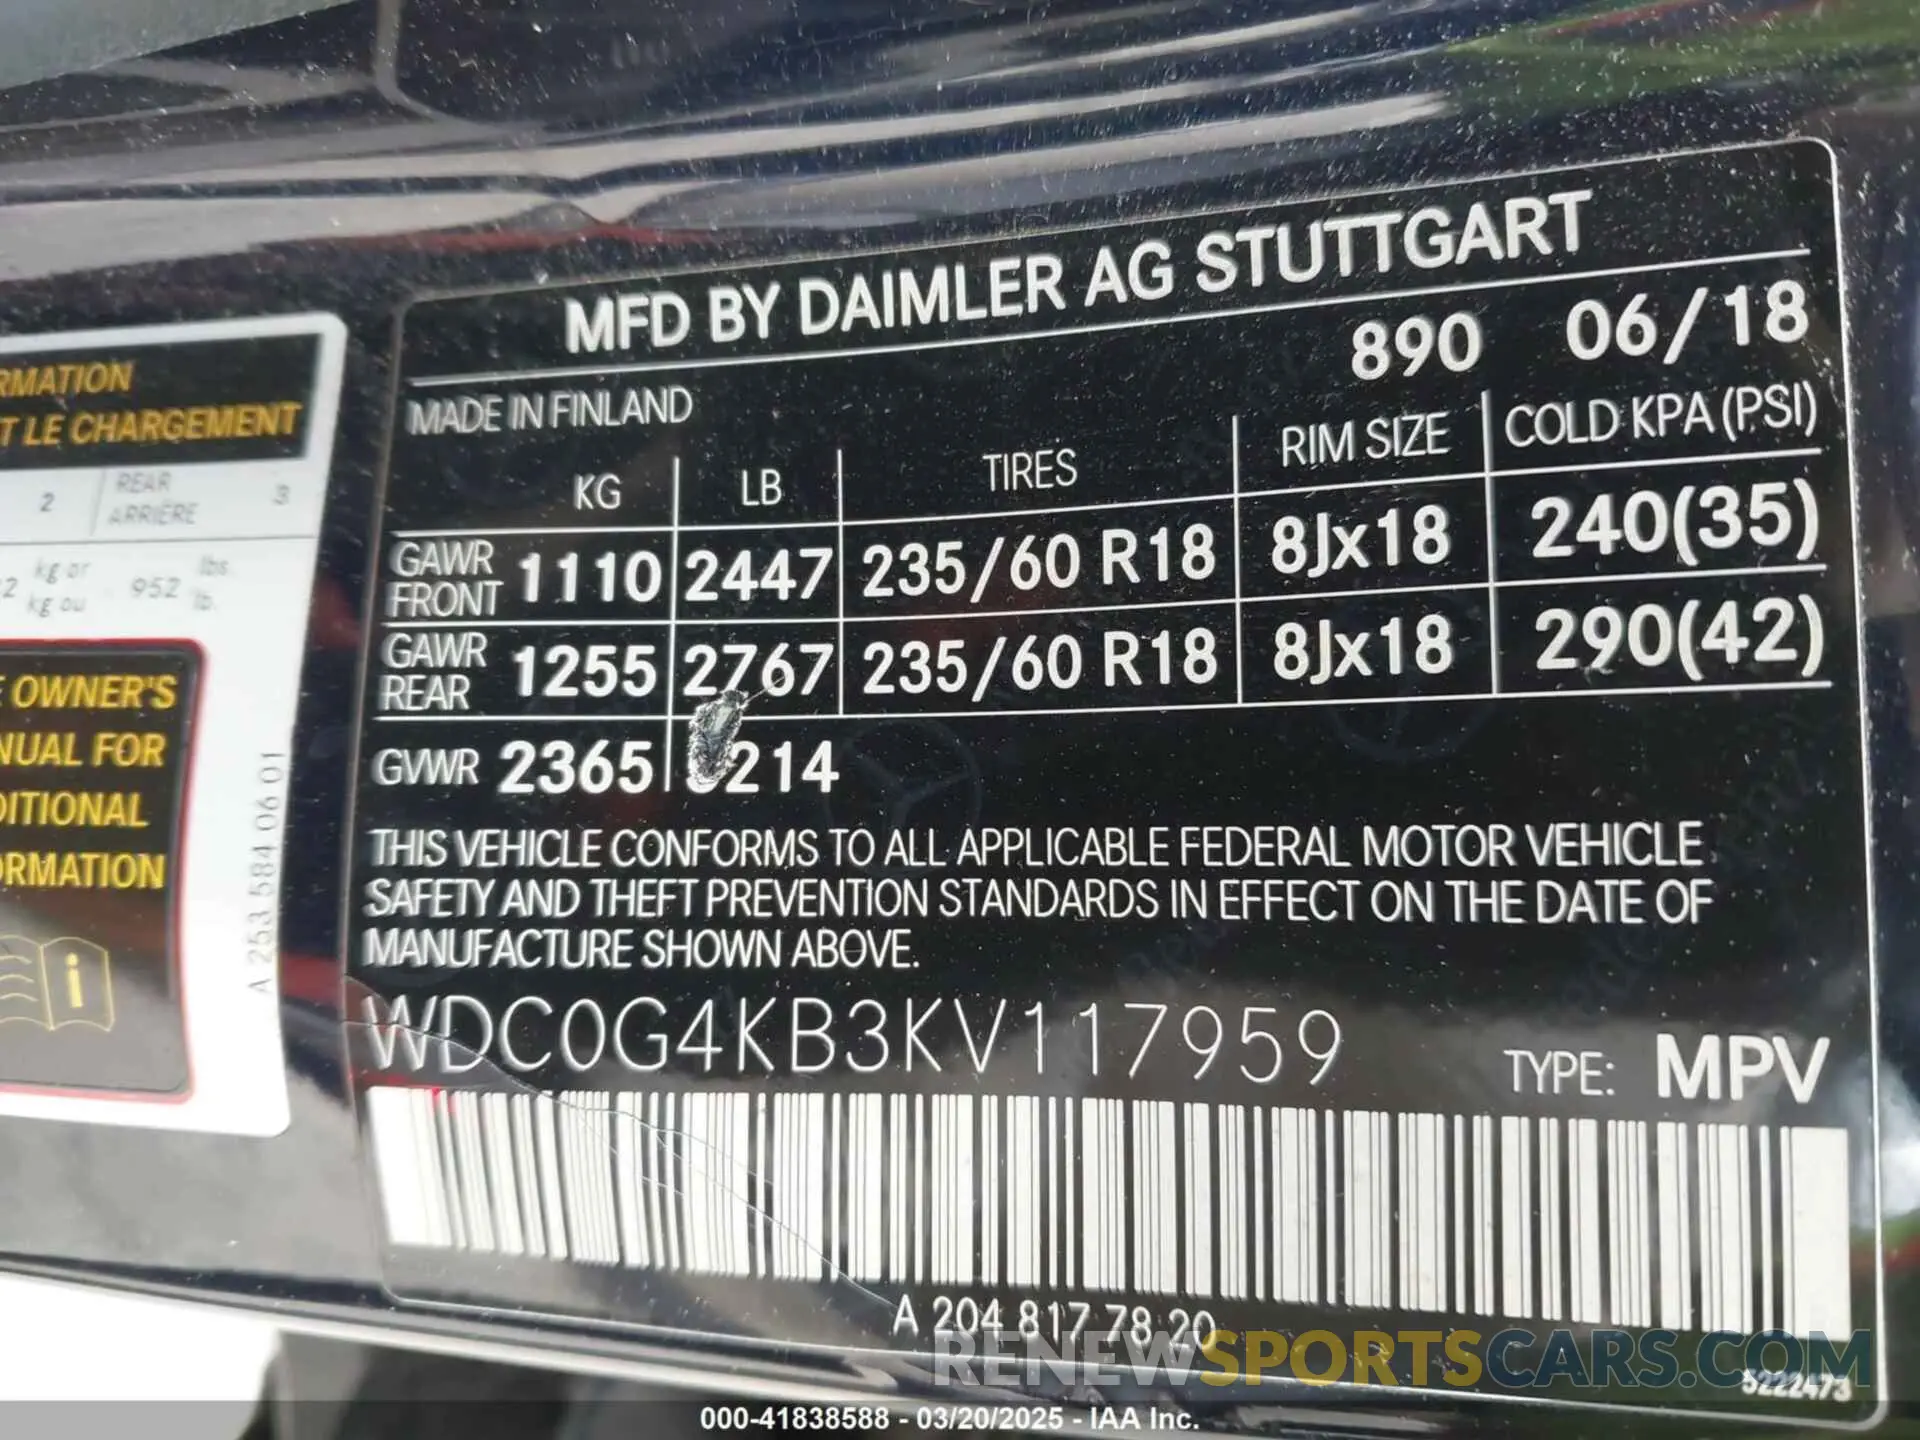 RMATION
T LE CHARGEMENT
2 REAR ARRIÈRE 3
kg or kg ou 952 lbs. lb.
OWNER'S
NUAL FOR
DITIONAL
ORMATION
i
A 253 584 06 01
MFD BY DAIMLER AG STUTTGART
890 06/18
MADE IN FINLAND
KG LB TIRES RIM SIZE COLD KPA (PSI)
GAWR FRONT 1110 2447 235/60 R18 8Jx18 240(35)
GAWR REAR 1255 2767 235/60 R18 8Jx18 290(42)
GVWR 2365 214
THIS VEHICLE CONFORMS TO ALL APPLICABLE FEDERAL MOTOR VEHICLE
SAFETY AND THEFT PREVENTION STANDARDS IN EFFECT ON THE DATE OF
MANUFACTURE SHOWN ABOVE.
WDC0G4KB3KV117959
TYPE: MPV
A 204 817 78 20
RENEWSPORTSCARS.COM
5222473
000-41838588 - 03/20/2025 - IAA Inc.